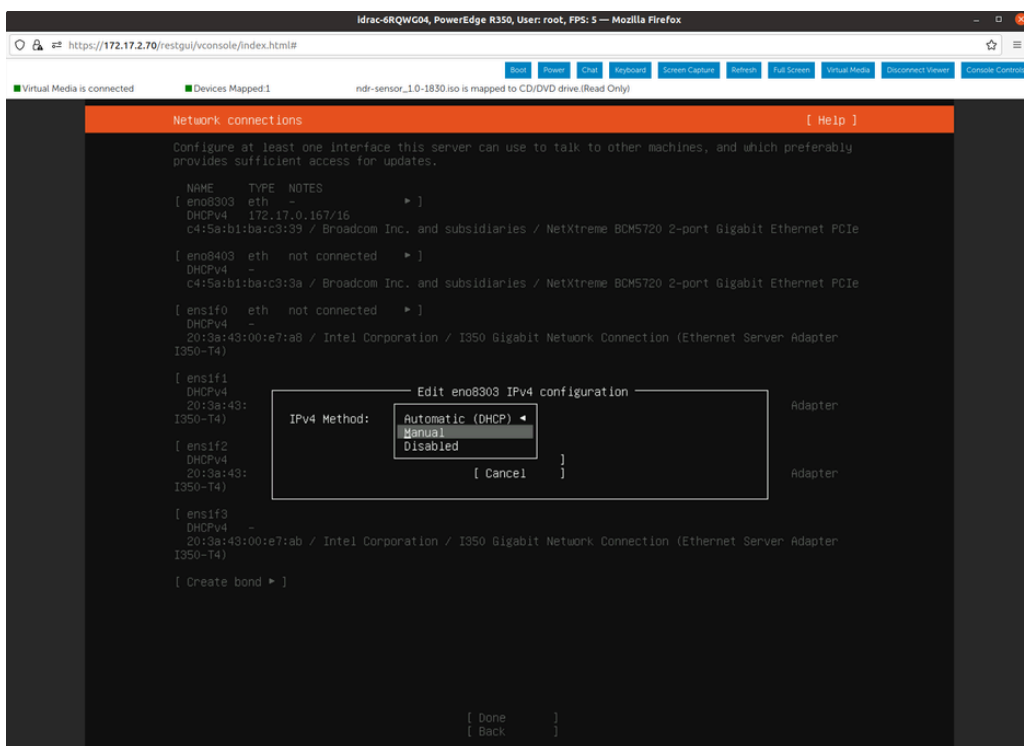 idrac-6RQWG04, PowerEdge R350, User: root, FPS: 5 — Mozilla Firefox
https://172.17.2.70/restgui/vconsole/index.html#
Boot Power Chat Keyboard Screen Capture Refresh Full Screen Virtual Media Disconnect Viewer Console Controls
Virtual Media is connected Devices Mapped:1 ndr-sensor_1.0-1830.iso is mapped to CD/DVD drive.(Read Only)
Network connections [ Help ]
Configure at least one interface this server can use to talk to other machines, and which preferably
provides sufficient access for updates.
NAME TYPE NOTES
[ eno8303 eth - ▸ ]
DHCPv4 172.17.0.167/16
c4:5a:b1:ba:c3:39 / Broadcom Inc. and subsidiaries / NetXtreme BCM5720 2-port Gigabit Ethernet PCIe
[ eno8403 eth not connected ▸ ]
DHCPv4 -
c4:5a:b1:ba:c3:3a / Broadcom Inc. and subsidiaries / NetXtreme BCM5720 2-port Gigabit Ethernet PCIe
[ ens1f0 eth not connected ▸ ]
DHCPv4 -
20:3a:43:00:e7:a8 / Intel Corporation / I350 Gigabit Network Connection (Ethernet Server Adapter
I350-T4)
[ ens1f1
DHCPv4
20:3a:43: Adapter
I350-T4)
Edit eno8303 IPv4 configuration
IPv4 Method: Automatic (DHCP) ◂
Manual
Disabled
]
[ Cancel ]
[ ens1f2
DHCPv4
20:3a:43: Adapter
I350-T4)
[ ens1f3
DHCPv4 -
20:3a:43:00:e7:ab / Intel Corporation / I350 Gigabit Network Connection (Ethernet Server Adapter
I350-T4)
[ Create bond ▸ ]
[ Done ]
[ Back ]